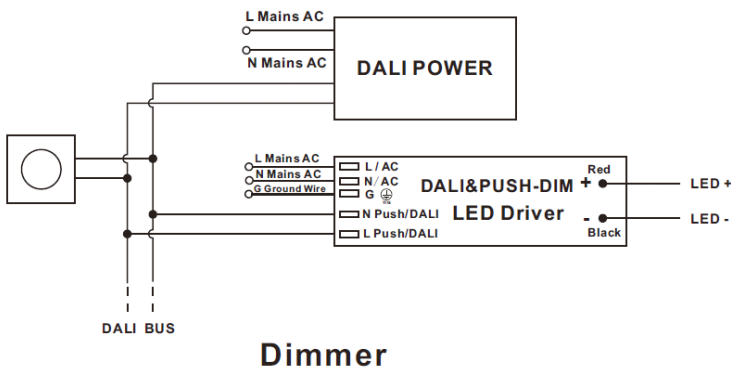 L Mains AC
N Mains AC
DALI POWER
L Mains AC
N Mains AC
G Ground Wire
L / AC
N/ AC
G
N Push/DALI
L Push/DALI
DALI&PUSH-DIM
LED Driver
Red
+
-
Black
LED +
LED -
DALI BUS
Dimmer